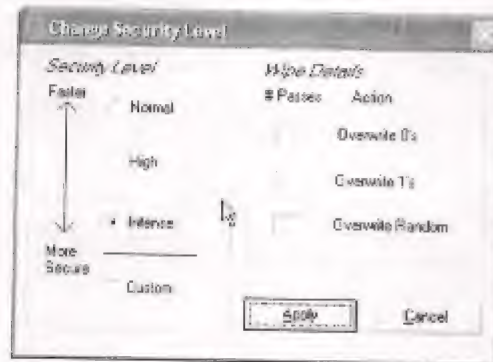 Change Security Level
Security Level
Faster
Normal
High
Intense
More
Secure
Custom
Wipe Details
# Passes Action
Overwrite 0's
Overwrite 1's
Overwrite Random
Apply Cancel